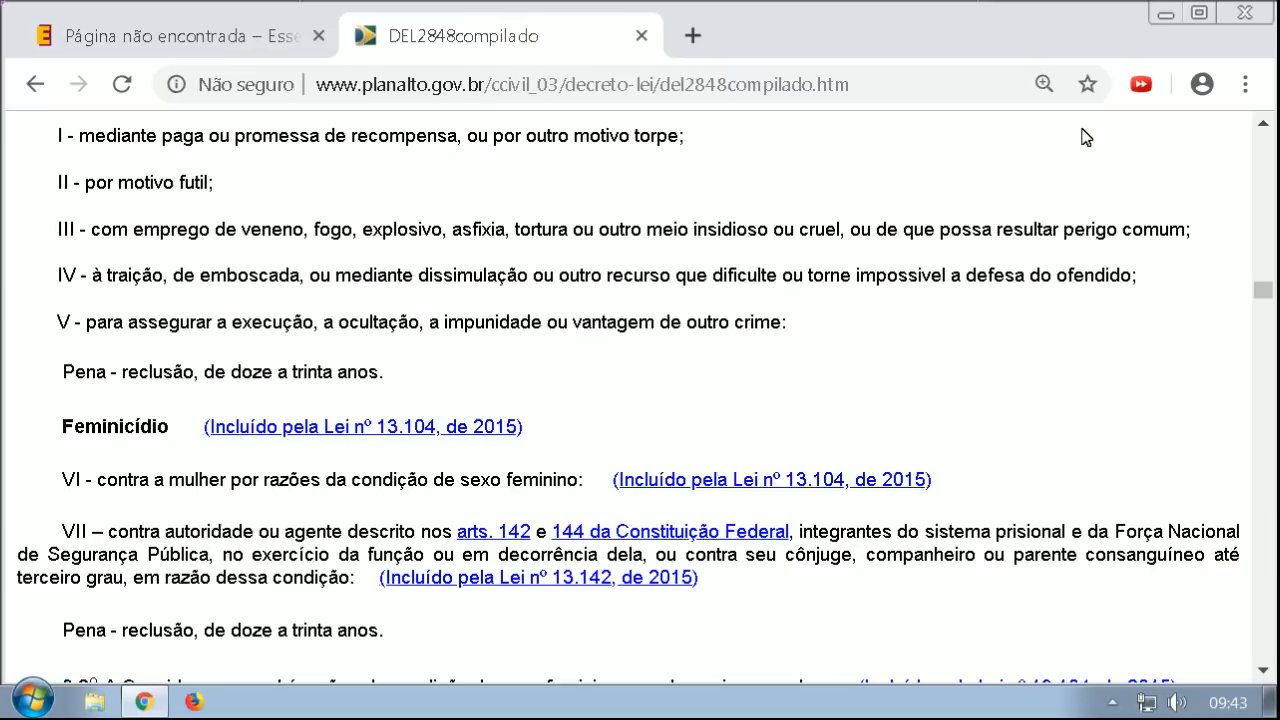 Página não encontrada – Esse
DEL2848compilado
Não seguro
www.planalto.gov.br/ccivil_03/decreto-lei/del2848compilado.htm
I - mediante paga ou promessa de recompensa, ou por outro motivo torpe;
II - por motivo futil;
III - com emprego de veneno, fogo, explosivo, asfixia, tortura ou outro meio insidioso ou cruel, ou de que possa resultar perigo comum;
IV - à traição, de emboscada, ou mediante dissimulação ou outro recurso que dificulte ou torne impossivel a defesa do ofendido;
V - para assegurar a execução, a ocultação, a impunidade ou vantagem de outro crime:
Pena - reclusão, de doze a trinta anos.
Feminicídio (Incluído pela Lei nº 13.104, de 2015)
VI - contra a mulher por razões da condição de sexo feminino: (Incluído pela Lei nº 13.104, de 2015)
VII – contra autoridade ou agente descrito nos arts. 142 e 144 da Constituição Federal, integrantes do sistema prisional e da Força Nacional
de Segurança Pública, no exercício da função ou em decorrência dela, ou contra seu cônjuge, companheiro ou parente consanguíneo até
terceiro grau, em razão dessa condição: (Incluído pela Lei nº 13.142, de 2015)
Pena - reclusão, de doze a trinta anos.
09:43